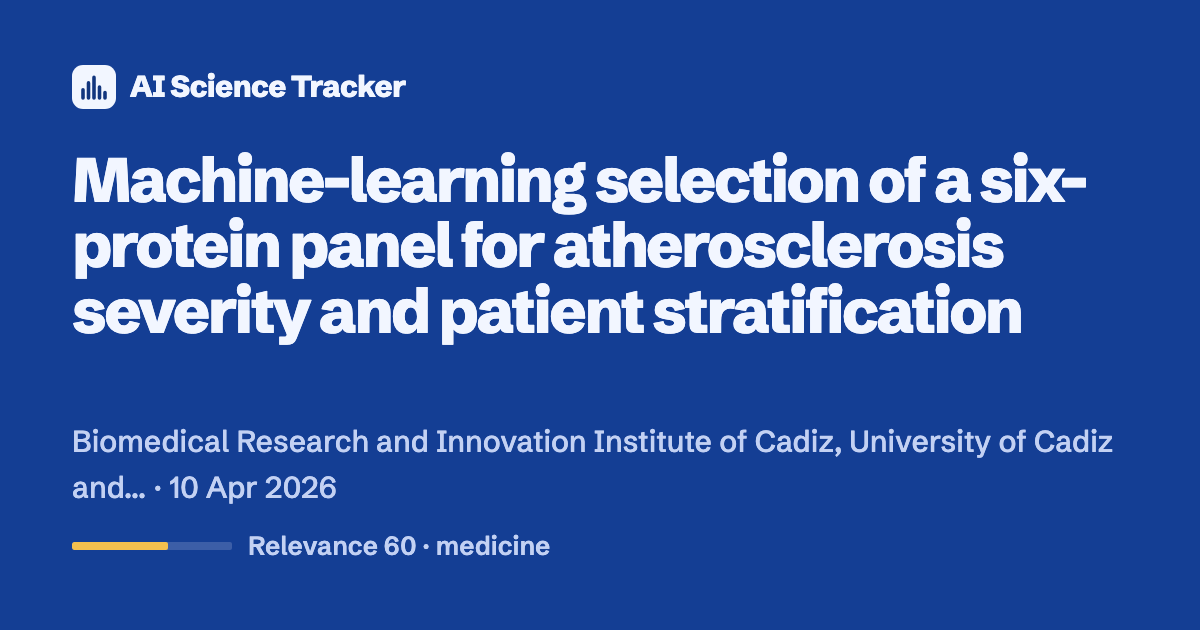 AI Science Tracker
Machine-learning selection of a six-
protein panel for atherosclerosis
severity and patient stratification
Biomedical Research and Innovation Institute of Cadiz, University of Cadiz
and... · 10 Apr 2026
Relevance 60 · medicine